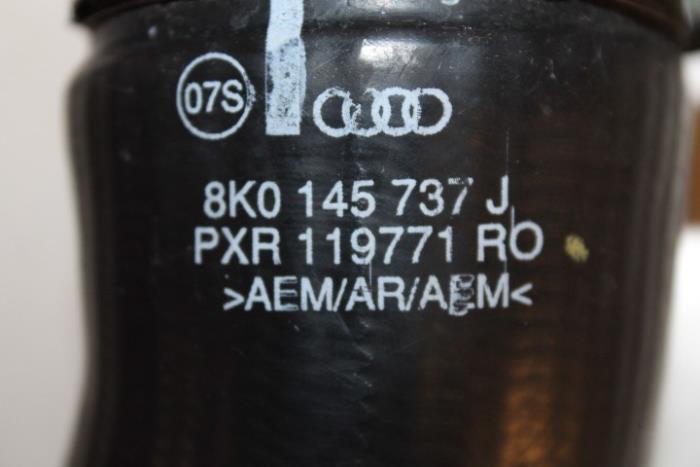 07S
8K0 145 737 J
PXR 119771 RO
>AEM/AR/AEM<